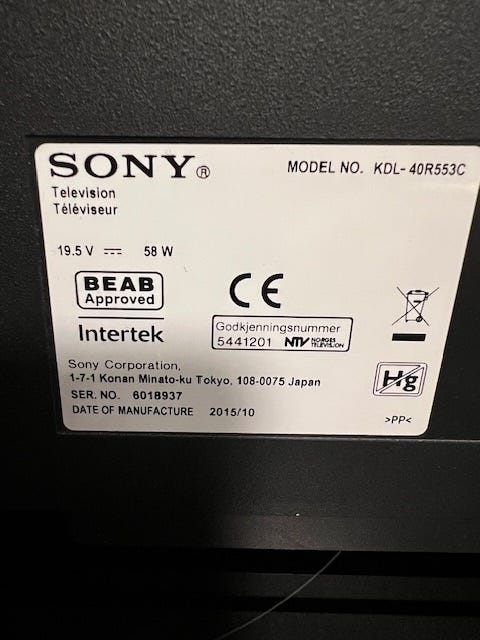 SONY®
MODEL NO. KDL-40R553C
Television
Téléviseur
19.5 V ⎓ 58 W
BEAB
Approved
Intertek
CE
Godkjenningsnummer
5441201 NTV NORGES
TELEVISJON
Sony Corporation,
1-7-1 Konan Minato-ku Tokyo, 108-0075 Japan
SER. NO. 6018937
DATE OF MANUFACTURE 2015/10
Hg
>PP<